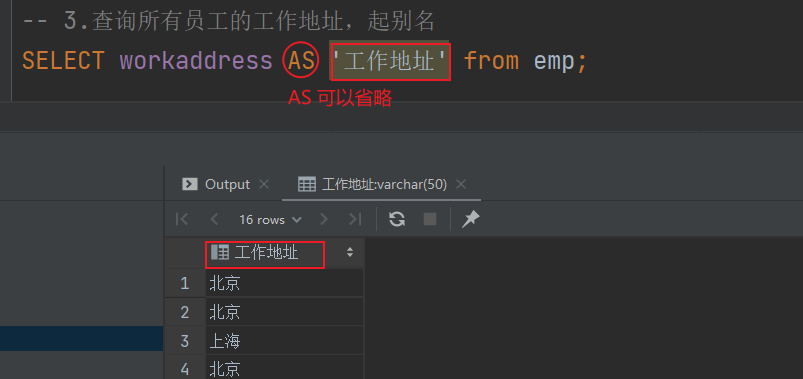 -- 3.查询所有员工的工作地址，起别名
SELECT workaddress AS '工作地址' from emp;
AS 可以省略
Output
工作地址:varchar(50)
16 rows
工作地址
1 北京
2 北京
3 上海
4 北京